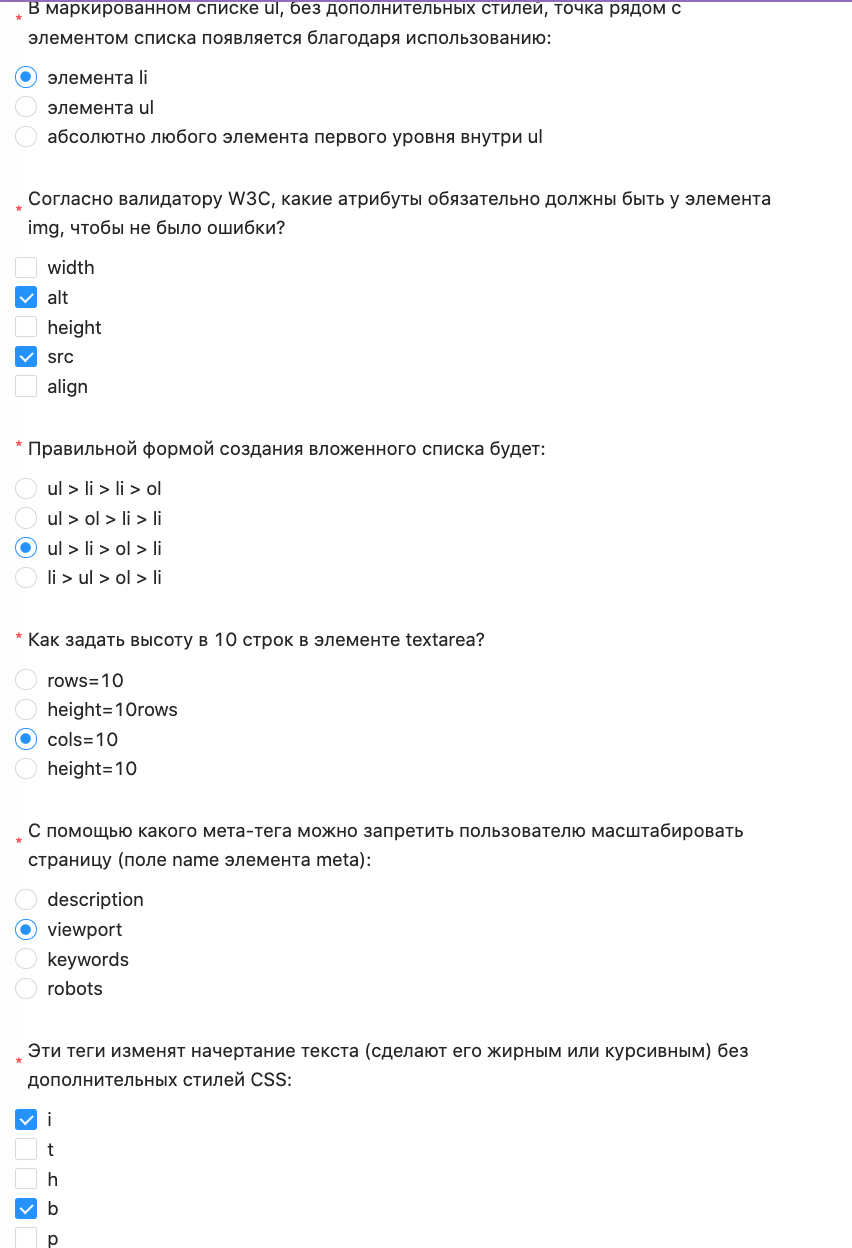 В маркированном списке ul, без дополнительных стилей, точка рядом с
* элементом списка появляется благодаря использованию:
элемента li
элемента ul
абсолютно любого элемента первого уровня внутри ul
Согласно валидатору W3C, какие атрибуты обязательно должны быть у элемента
* img, чтобы не было ошибки?
width
alt
height
src
align
* Правильной формой создания вложенного списка будет:
ul > li > li > ol
ul > ol > li > li
ul > li > ol > li
li > ul > ol > li
* Как задать высоту в 10 строк в элементе textarea?
rows=10
height=10rows
cols=10
height=10
С помощью какого мета-тега можно запретить пользователю масштабировать
* страницу (поле name элемента meta):
description
viewport
keywords
robots
Эти теги изменят начертание текста (сделают его жирным или курсивным) без
* дополнительных стилей CSS:
i
t
h
b
p